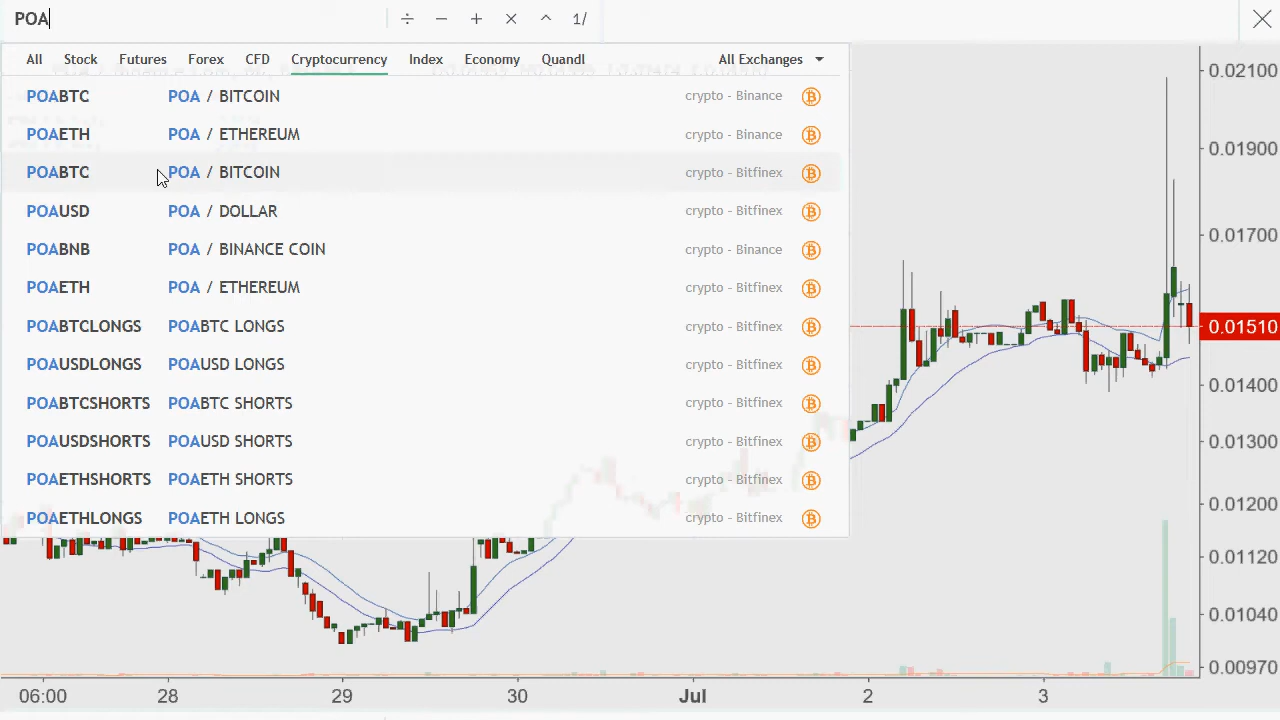 POA ÷ − + × ^ 1/
All Stock Futures Forex CFD Cryptocurrency Index Economy Quandl All Exchanges
POABTC POA / BITCOIN crypto - Binance
POAETH POA / ETHEREUM crypto - Binance
POABTC POA / BITCOIN crypto - Bitfinex
POAUSD POA / DOLLAR crypto - Bitfinex
POABNB POA / BINANCE COIN crypto - Binance
POAETH POA / ETHEREUM crypto - Bitfinex
POABTCLONGS POABTC LONGS crypto - Bitfinex
POAUSDLONGS POAUSD LONGS crypto - Bitfinex
POABTCSHORTS POABTC SHORTS crypto - Bitfinex
POAUSDSHORTS POAUSD SHORTS crypto - Bitfinex
POAETHSHORTS POAETH SHORTS crypto - Bitfinex
POAETHLONGS POAETH LONGS crypto - Bitfinex
0.02100
0.01900
0.01700
0.01510
0.01400
0.01300
0.01200
0.01120
0.01040
0.00970
06:00 28 29 30 Jul 2 3